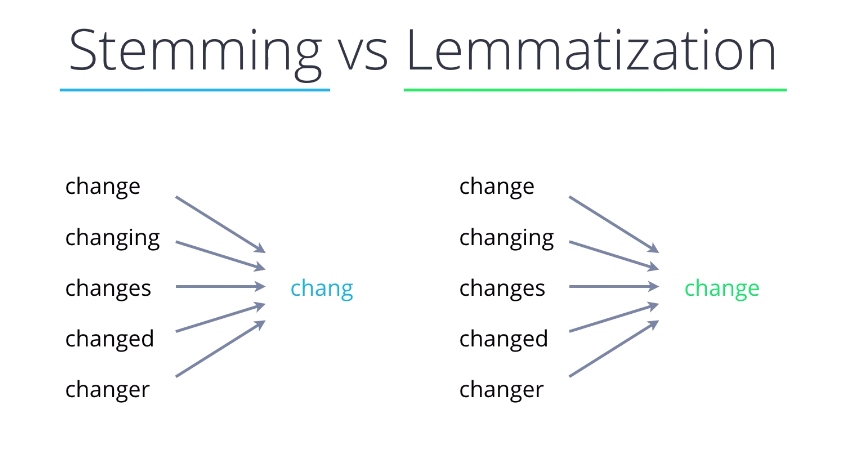 Stemming vs Lemmatization
change
changing
changes
changed
changer
chang
change
changing
changes
changed
changer
change